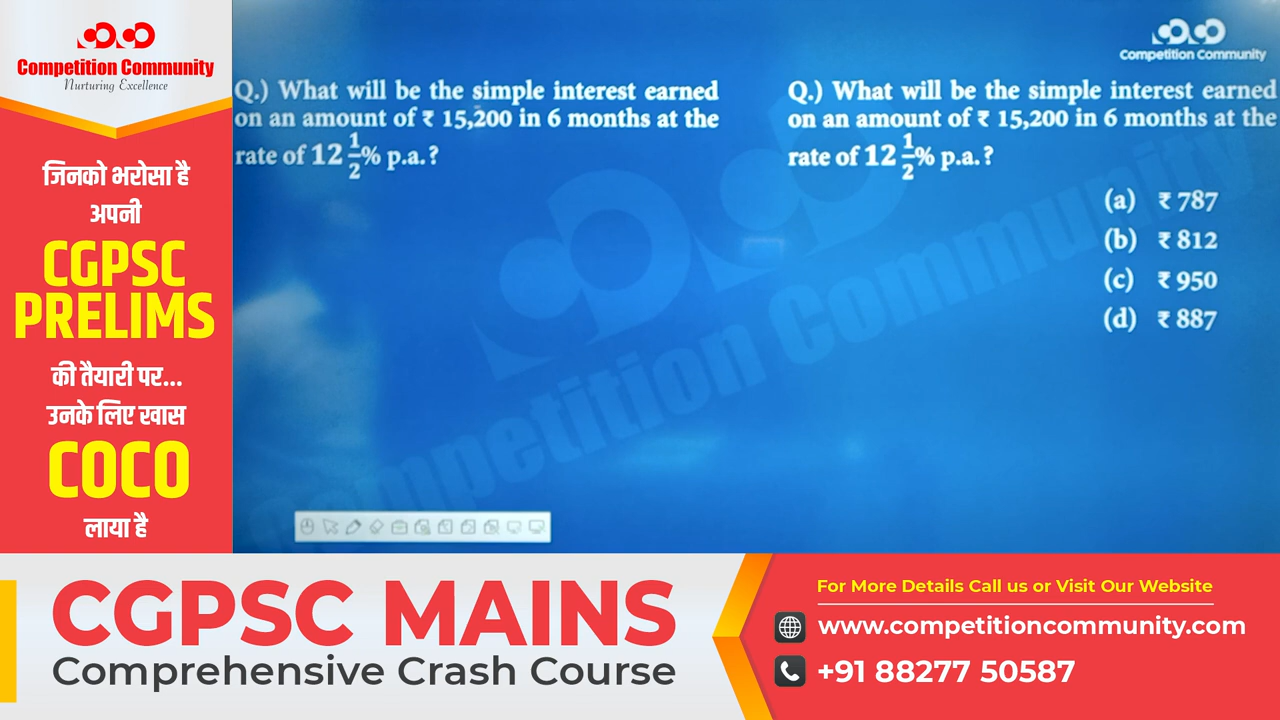 Competition Community
Nurturing Excellence
जिनको भरोसा है
अपनी
CGPSC
PRELIMS
की तैयारी पर...
उनके लिए खास
COCO
लाया है
Competition Community
Q.) What will be the simple interest earned
on an amount of ₹ 15,200 in 6 months at the
rate of 12 1/2% p.a.?
Q.) What will be the simple interest earned
on an amount of ₹ 15,200 in 6 months at the
rate of 12 1/2% p.a.?
(a) ₹ 787
(b) ₹ 812
(c) ₹ 950
(d) ₹ 887
Competition Community
CGPSC MAINS
Comprehensive Crash Course
For More Details Call us or Visit Our Website
www.competitioncommunity.com
+91 88277 50587